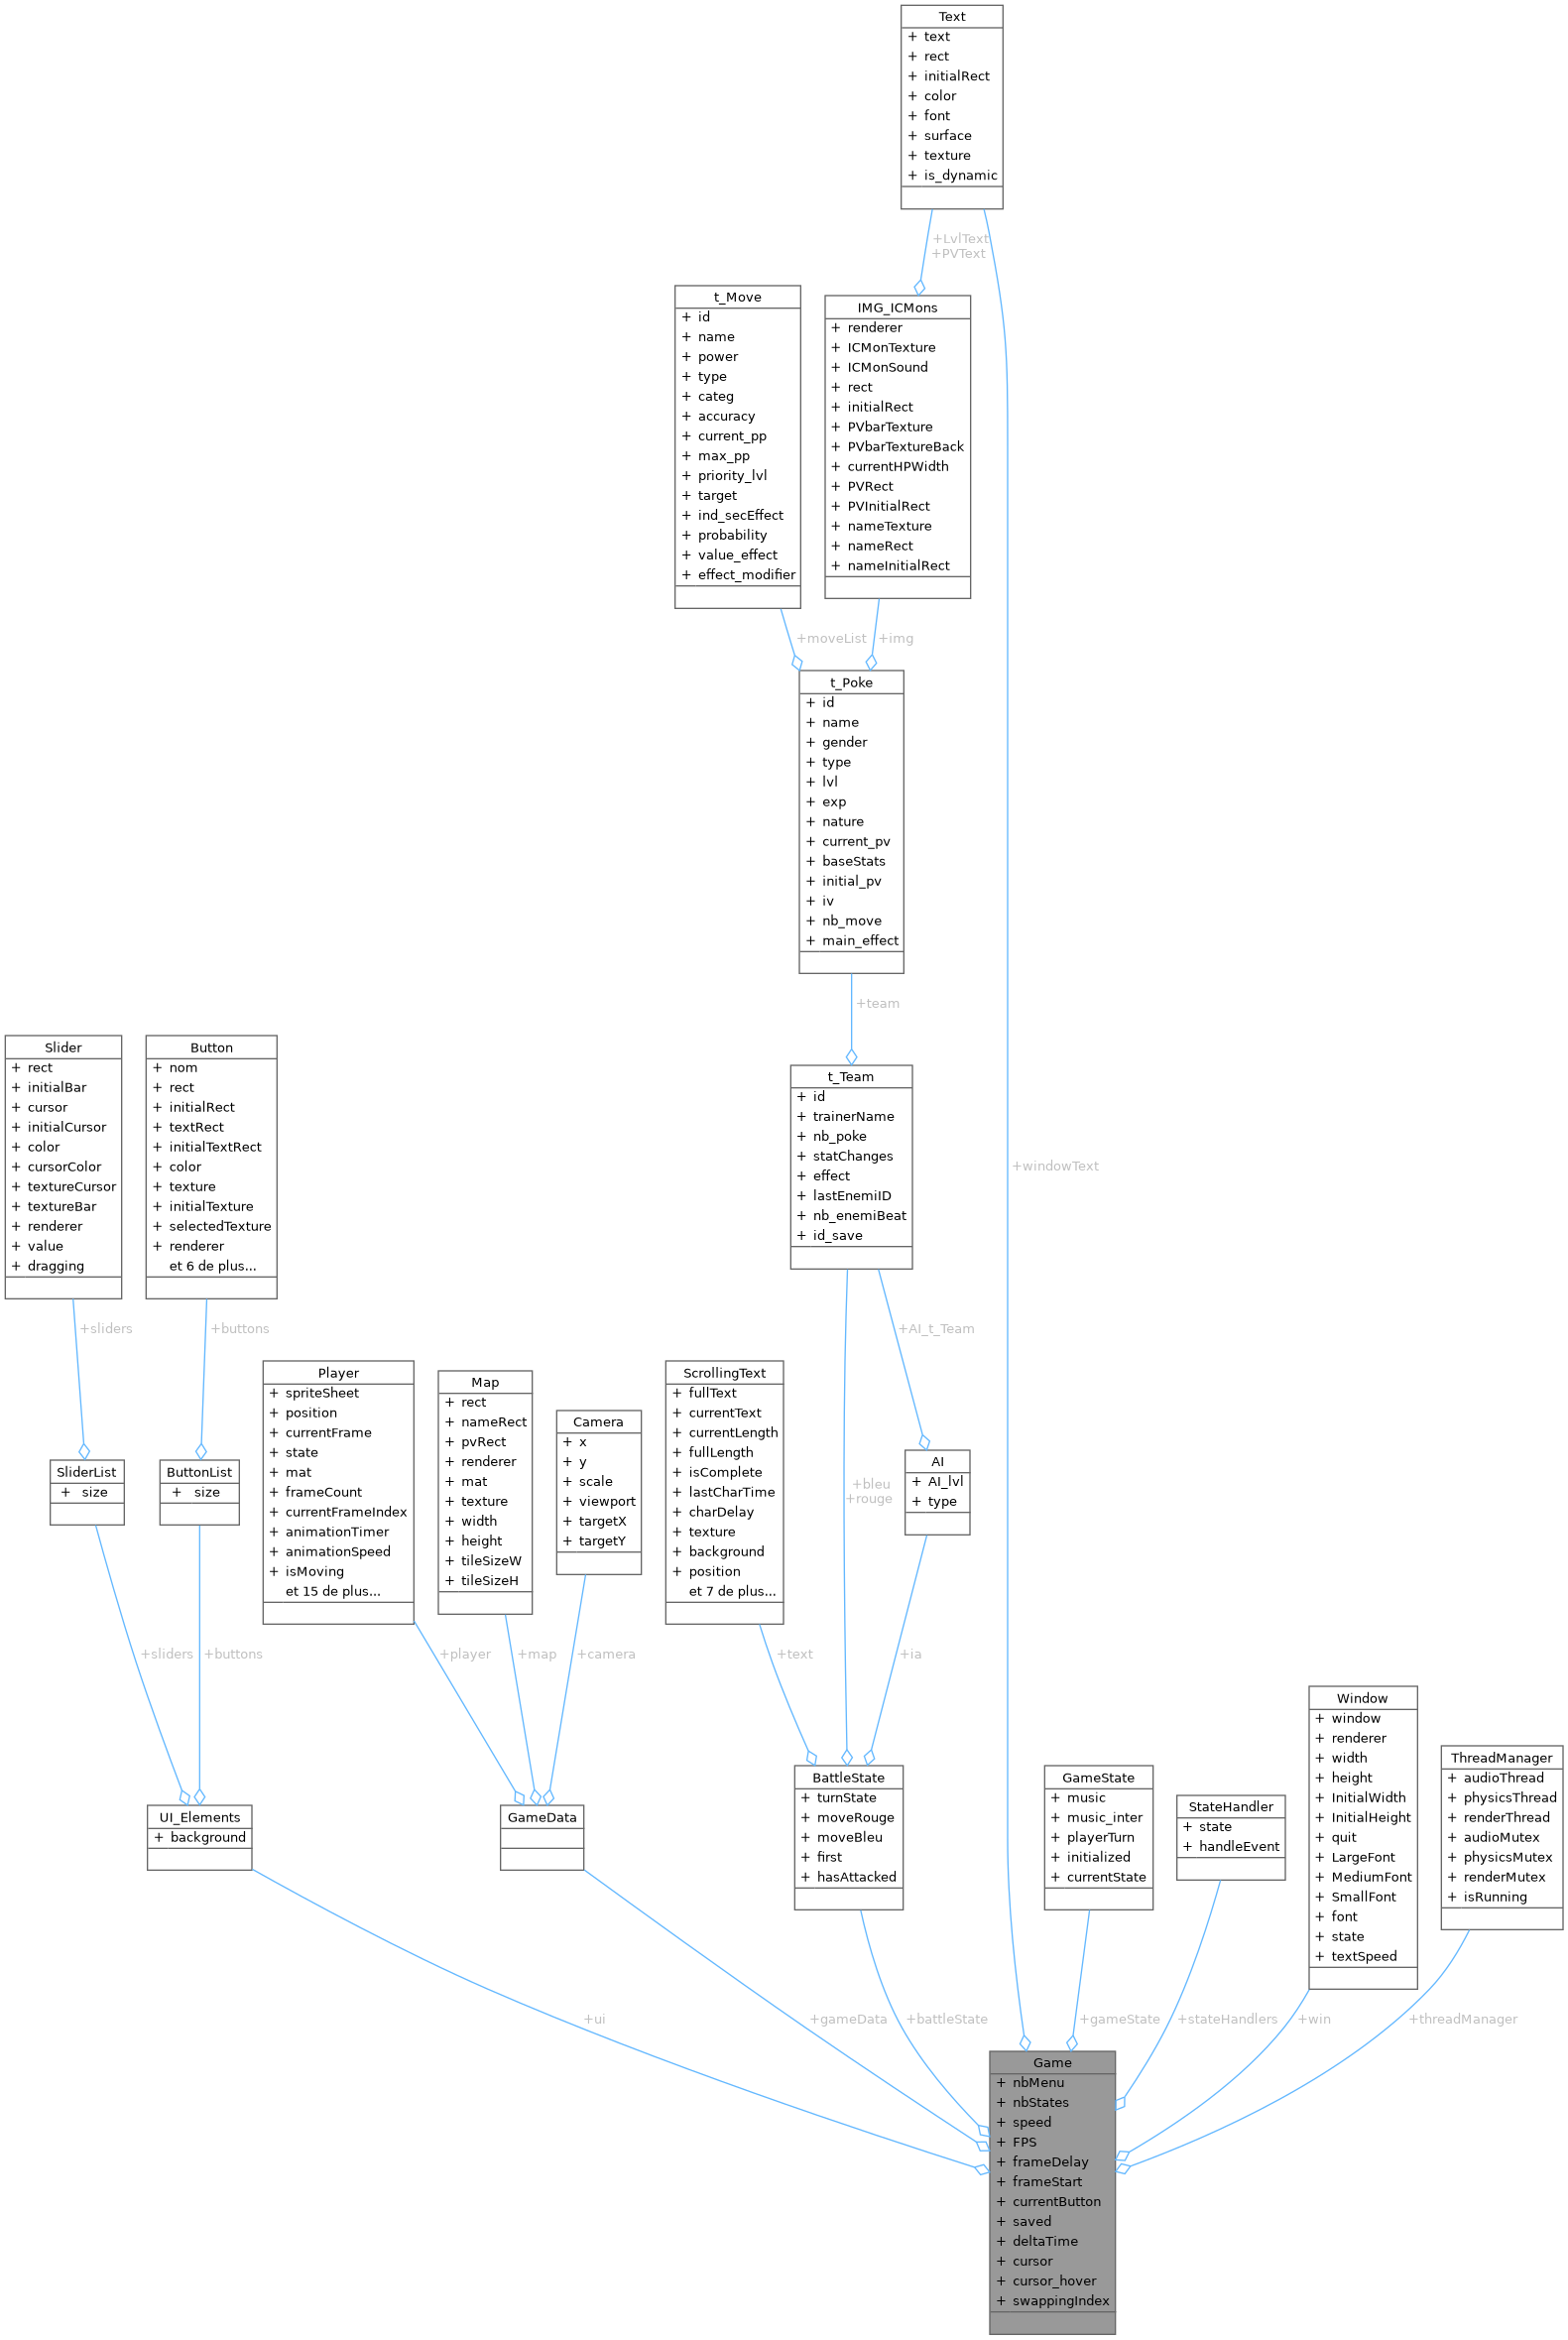 Text
+ text
+ rect
+ initialRect
+ color
+ font
+ surface
+ texture
+ is_dynamic
+LvlText
+PVText
t_Move
+ id
+ name
+ power
+ type
+ categ
+ accuracy
+ current_pp
+ max_pp
+ priority_lvl
+ target
+ ind_secEffect
+ probability
+ value_effect
+ effect_modifier
IMG_ICMons
+ renderer
+ ICMonTexture
+ ICMonSound
+ rect
+ initialRect
+ PVbarTexture
+ PVbarTextureBack
+ currentHPWidth
+ PVRect
+ PVInitialRect
+ nameTexture
+ nameRect
+ nameInitialRect
+moveList
+img
t_Poke
+ id
+ name
+ gender
+ type
+ lvl
+ exp
+ nature
+ current_pv
+ baseStats
+ initial_pv
+ iv
+ nb_move
+ main_effect
+team
Slider
+ rect
+ initialBar
+ cursor
+ initialCursor
+ color
+ cursorColor
+ textureCursor
+ textureBar
+ renderer
+ value
+ dragging
Button
+ nom
+ rect
+ initialRect
+ textRect
+ initialTextRect
+ color
+ texture
+ initialTexture
+ selectedTexture
+ renderer
et 6 de plus...
t_Team
+ id
+ trainerName
+ nb_poke
+ statChanges
+ effect
+ lastEnemiID
+ nb_enemiBeat
+ id_save
+windowText
+sliders
+buttons
+AI_t_Team
Player
+ spriteSheet
+ position
+ currentFrame
+ state
+ mat
+ frameCount
+ currentFrameIndex
+ animationTimer
+ animationSpeed
+ isMoving
et 15 de plus...
Map
+ rect
+ nameRect
+ pvRect
+ renderer
+ mat
+ texture
+ width
+ height
+ tileSizeW
+ tileSizeH
Camera
+ x
+ y
+ scale
+ viewport
+ targetX
+ targetY
ScrollingText
+ fullText
+ currentText
+ currentLength
+ fullLength
+ isComplete
+ lastCharTime
+ charDelay
+ texture
+ background
+ position
et 7 de plus...
SliderList
+ size
ButtonList
+ size
+bleu
+rouge
AI
+ AI_lvl
+ type
+sliders
+buttons
+player
+map
+camera
+text
+ia
UI_Elements
+ background
GameData
BattleState
+ turnState
+ moveRouge
+ moveBleu
+ first
+ hasAttacked
GameState
+ music
+ music_inter
+ playerTurn
+ initialized
+ currentState
StateHandler
+ state
+ handleEvent
Window
+ window
+ renderer
+ width
+ height
+ InitialWidth
+ InitialHeight
+ quit
+ LargeFont
+ MediumFont
+ SmallFont
+ font
+ state
+ textSpeed
ThreadManager
+ audioThread
+ physicsThread
+ renderThread
+ audioMutex
+ physicsMutex
+ renderMutex
+ isRunning
+ui
+gameData
+battleState
+gameState
+stateHandlers
+win
+threadManager
Game
+ nbMenu
+ nbStates
+ speed
+ FPS
+ frameDelay
+ frameStart
+ currentButton
+ saved
+ deltaTime
+ cursor
+ cursor_hover
+ swappingIndex